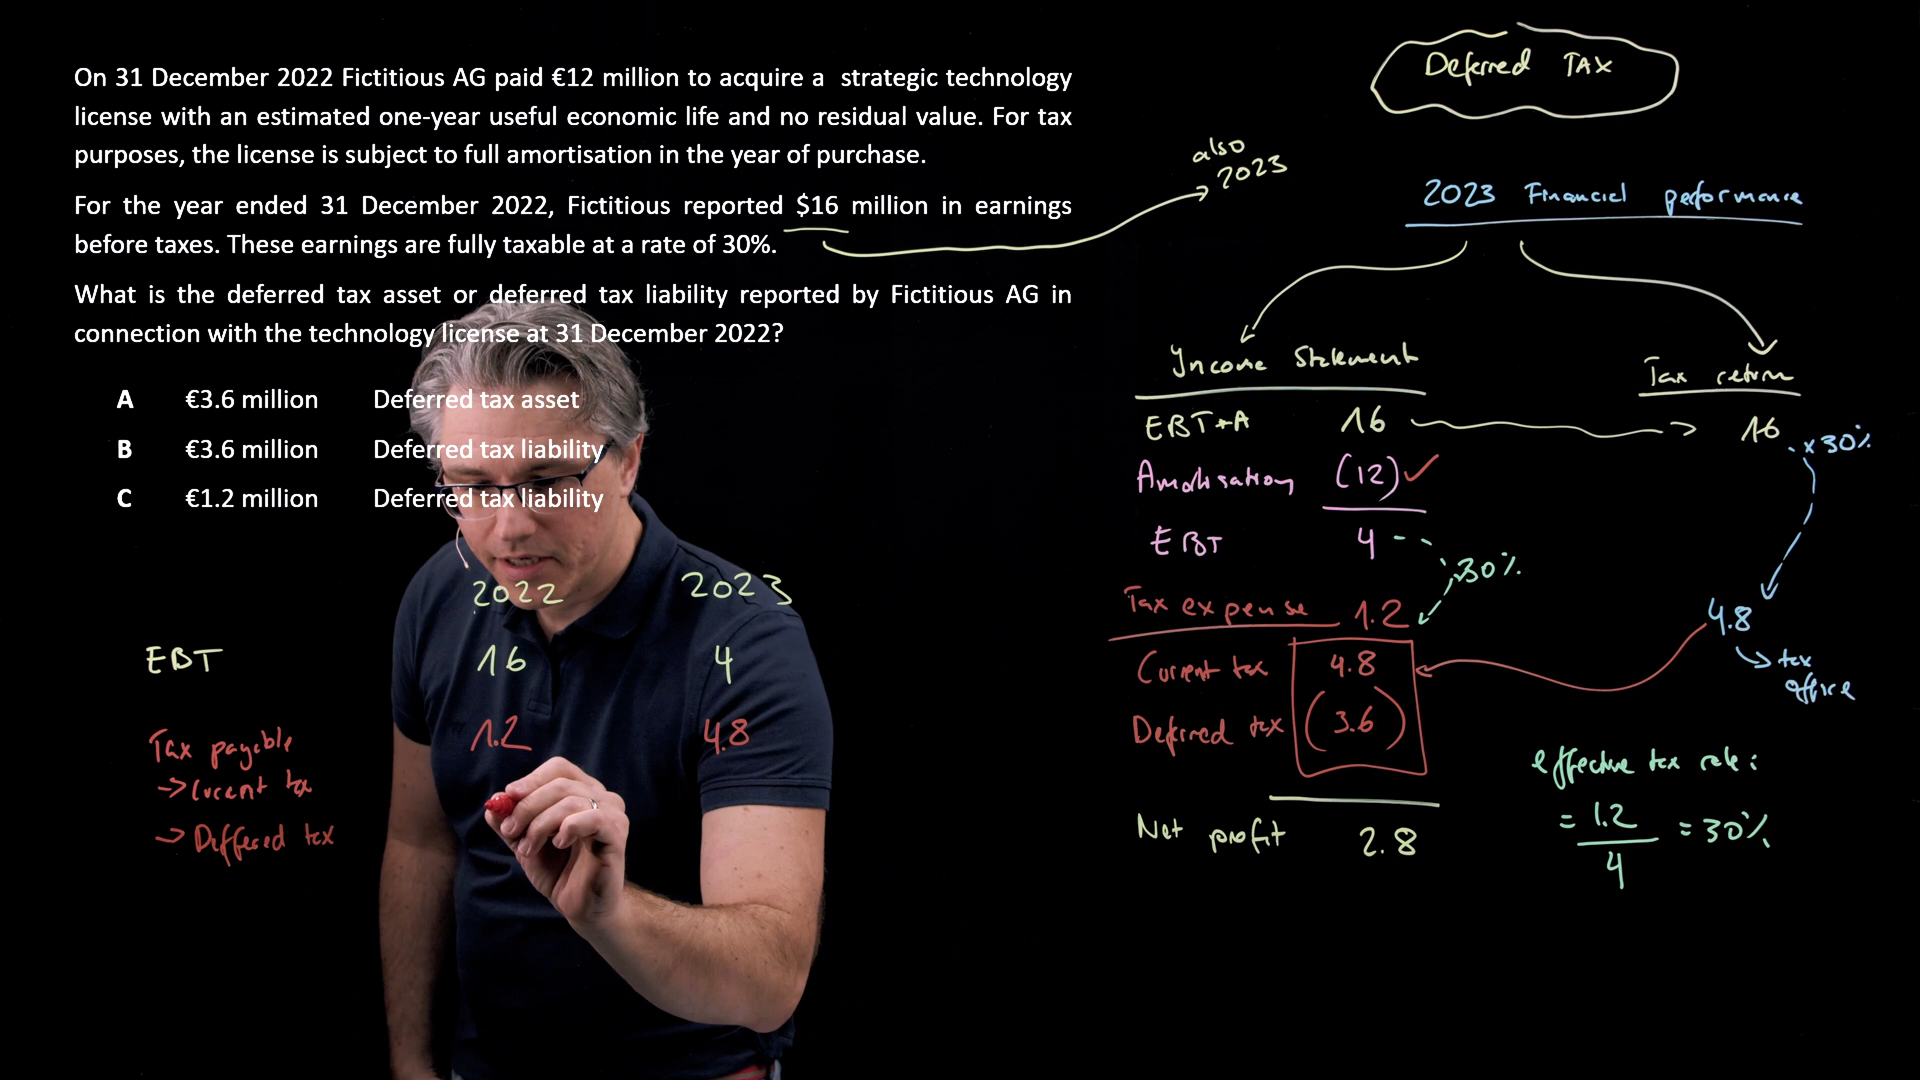 On 31 December 2022 Fictitious AG paid €12 million to acquire a strategic technology
license with an estimated one-year useful economic life and no residual value. For tax
purposes, the license is subject to full amortisation in the year of purchase.
For the year ended 31 December 2022, Fictitious reported $16 million in earnings
before taxes. These earnings are fully taxable at a rate of 30%.
What is the deferred tax asset or deferred tax liability reported by Fictitious AG in
connection with the technology license at 31 December 2022?
A €3.6 million Deferred tax asset
B €3.6 million Deferred tax liability
C €1.2 million Deferred tax liability
2022 2023
EBT 16 4
Tax payable 1.2 4.8
→ Current tax
→ Differed tax
also
2023
Deferred TAX
2023 Financial performance
Income Statement
EBT+A 16
Amortisation (12) ✓
EBT 4
30%
Tax expense 1.2
Current tax 4.8
Deferred tax (3.6)
Net profit 2.8
Tax return
16
x30%
4.8
→ tax
office
effective tax rate:
= 1.2
4
= 30%